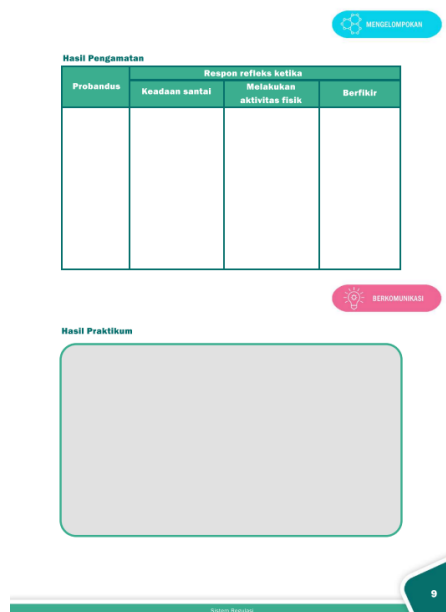 MENGELOMPOKAN
Hasil Pengamatan
Probandus
Respon refleks ketika
Keadaan santai
Melakukan
aktivitas fisik
Berfikir
BERKOMUNIKASI
Hasil Praktikum
9
Sistem Regulasi